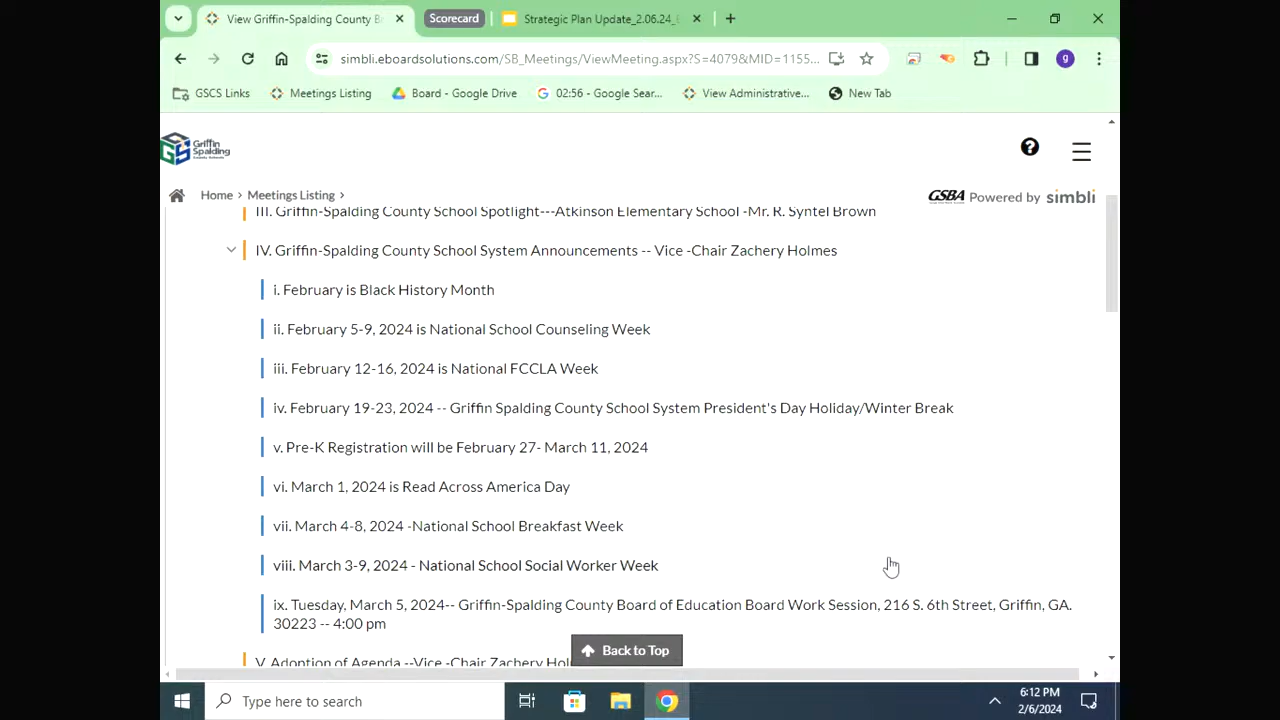 View Griffin-Spalding County B
Scorecard
Strategic Plan Update_2.06.24_
simbli.eboardsolutions.com/SB_Meetings/ViewMeeting.aspx?S=4079&MID=1155...
g
GSCS Links
Meetings Listing
Board - Google Drive
02:56 - Google Sear...
View Administrative...
New Tab
Griffin
Spalding
Home > Meetings Listing >
GSBA Powered by simbli
III. Griffin-Spalding County School Spotlight---Atkinson Elementary School -Mr. R. Syntel Brown
IV. Griffin-Spalding County School System Announcements -- Vice -Chair Zachery Holmes
i. February is Black History Month
ii. February 5-9, 2024 is National School Counseling Week
iii. February 12-16, 2024 is National FCCLA Week
iv. February 19-23, 2024 -- Griffin Spalding County School System President's Day Holiday/Winter Break
v. Pre-K Registration will be February 27- March 11, 2024
vi. March 1, 2024 is Read Across America Day
vii. March 4-8, 2024 -National School Breakfast Week
viii. March 3-9, 2024 - National School Social Worker Week
ix. Tuesday, March 5, 2024-- Griffin-Spalding County Board of Education Board Work Session, 216 S. 6th Street, Griffin, GA.
30223 -- 4:00 pm
Back to Top
V. Adoption of Agenda --Vice -Chair Zachery Hol
Type here to search
6:12 PM
2/6/2024